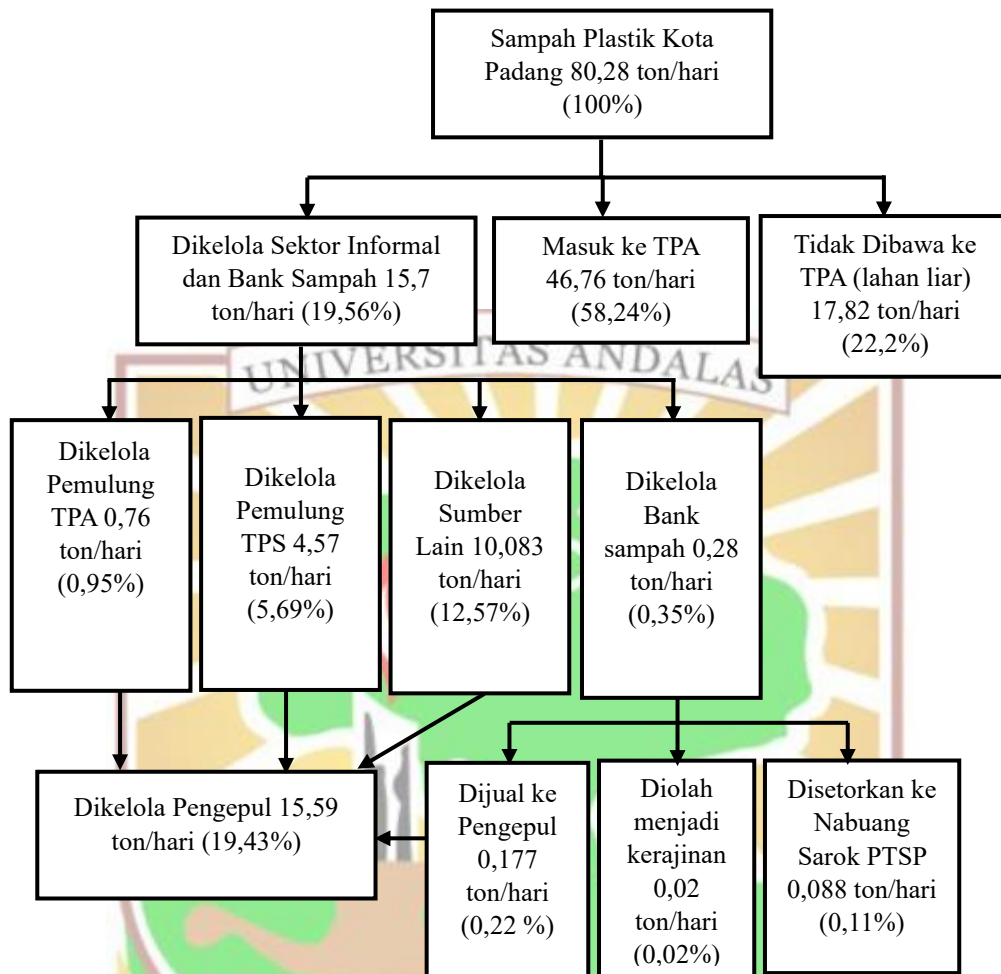 Sampah Plastik Kota
Padang 80,28 ton/hari
(100%)
Dikelola Sektor Informal
dan Bank Sampah 15,7
ton/hari (19,56%)
Masuk ke TPA
46,76 ton/hari
(58,24%)
Tidak Dibawa ke
TPA (lahan liar)
17,82 ton/hari
(22,2%)
UNIVERSITAS ANDALAS
Dikelola
Pemulung
TPA 0,76
ton/hari
(0,95%)
Dikelola
Pemulung
TPS 4,57
ton/hari
(5,69%)
Dikelola
Sumber
Lain 10,083
ton/hari
(12,57%)
Dikelola
Bank
sampah 0,28
ton/hari
(0,35%)
Dikelola Pengepul 15,59
ton/hari (19,43%)
Dijual ke
Pengepul
0,177
ton/hari
(0,22 %)
Diolah
menjadi
kerajinan
0,02
ton/hari
(0,02%)
Disetorkan ke
Nabuang
Sarok PTSP
0,088 ton/hari
(0,11%)